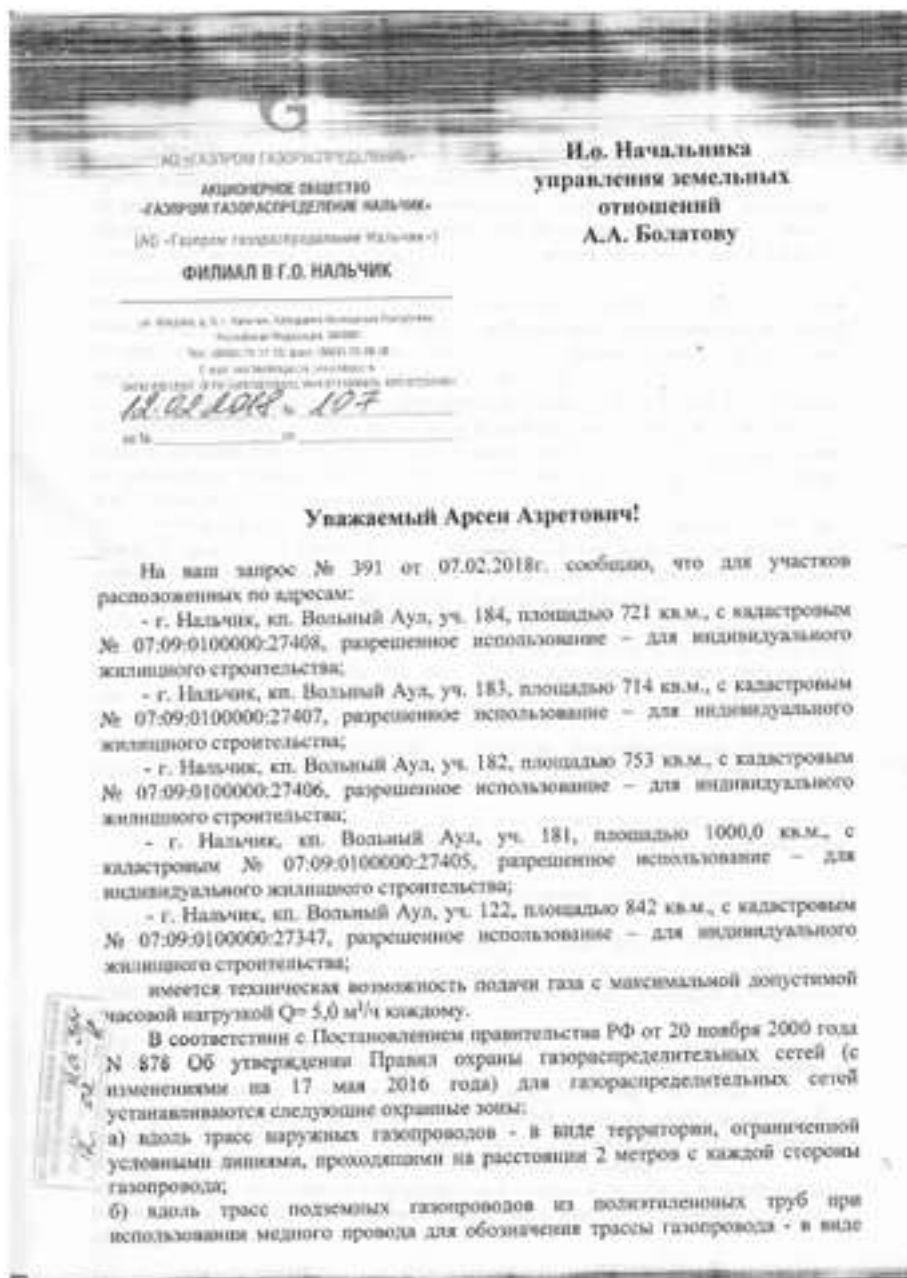 АО «ГАЗПРОМ ГАЗОРАСПРЕДЕЛЕНИЕ»
АКЦИОНЕРНОЕ ОБЩЕСТВО
«ГАЗПРОМ ГАЗОРАСПРЕДЕЛЕНИЕ НАЛЬЧИК»
(АО «Газпром газораспределение Нальчик»)
ФИЛИАЛ В Г.О. НАЛЬЧИК
12.02.2018 № 107
на № от
И.о. Начальника
управления земельных
отношений
А.А. Болатову
Уважаемый Арсен Азретович!
На ваш запрос № 391 от 07.02.2018г. сообщаю, что для участков
расположенных по адресам:
- г. Нальчик, кп. Вольный Аул, уч. 184, площадью 721 кв.м., с кадастровым
№ 07:09:0100000:27408, разрешенное использование – для индивидуального
жилищного строительства;
- г. Нальчик, кп. Вольный Аул, уч. 183, площадью 714 кв.м., с кадастровым
№ 07:09:0100000:27407, разрешенное использование – для индивидуального
жилищного строительства;
- г. Нальчик, кп. Вольный Аул, уч. 182, площадью 753 кв.м., с кадастровым
№ 07:09:0100000:27406, разрешенное использование – для индивидуального
жилищного строительства;
- г. Нальчик, кп. Вольный Аул, уч. 181, площадью 1000,0 кв.м., с
кадастровым № 07:09:0100000:27405, разрешенное использование – для
индивидуального жилищного строительства;
- г. Нальчик, кп. Вольный Аул, уч. 122, площадью 842 кв.м., с кадастровым
№ 07:09:0100000:27347, разрешенное использование – для индивидуального
жилищного строительства;
имеется техническая возможность подачи газа с максимальной допустимой
часовой нагрузкой Q= 5,0 м³/ч каждому.
В соответствии с Постановлением правительства РФ от 20 ноября 2000 года
N 878 Об утверждении Правил охраны газораспределительных сетей (с
изменениями на 17 мая 2016 года) для газораспределительных сетей
устанавливаются следующие охранные зоны:
а) вдоль трасс наружных газопроводов - в виде территории, ограниченной
условными линиями, проходящими на расстоянии 2 метров с каждой стороны
газопровода;
б) вдоль трасс подземных газопроводов из полиэтиленовых труб при
использовании медного провода для обозначения трассы газопровода - в виде